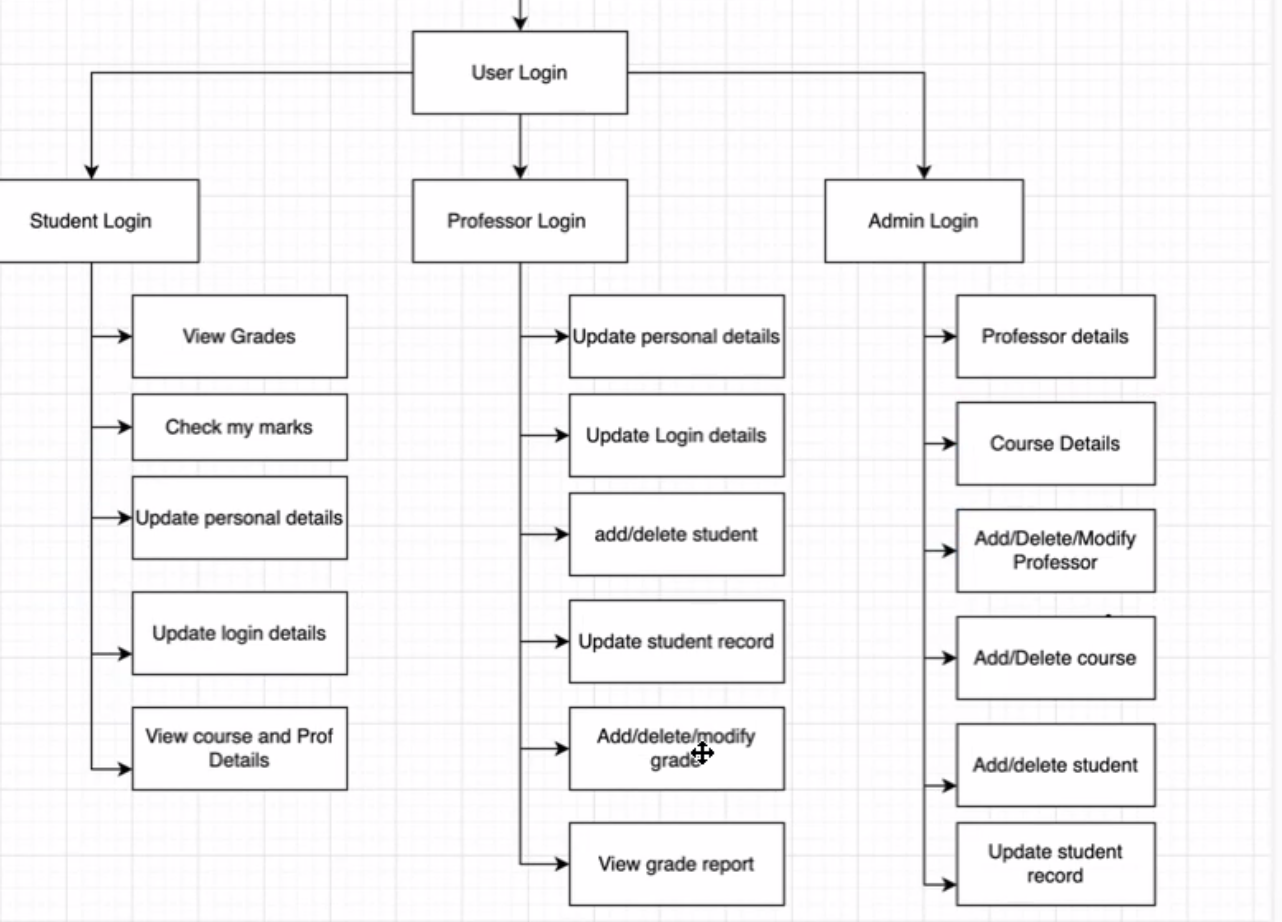 User Login
Student Login
Professor Login
Admin Login
View Grades
Check my marks
Update personal details
Update login details
View course and Prof
Details
Update personal details
Update Login details
add/delete student
Update student record
Add/delete/modify
grade
View grade report
Professor details
Course Details
Add/Delete/Modify
Professor
Add/Delete course
Add/delete student
Update student
record